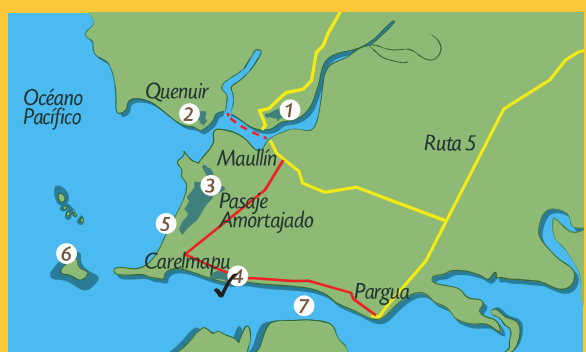 Quenuir
Océano
Pacífico
2
1
Ruta 5
Maullín
3
Pasaje
Amortajado
5
6
Carelmapu
4
7
Pargua